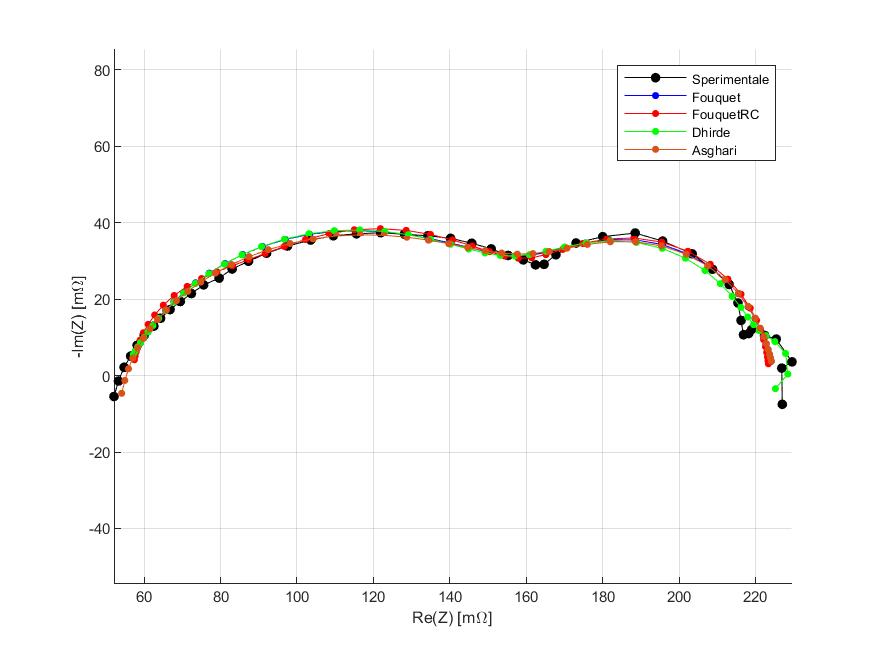 80
60
40
20
0
-20
-40
-Im(Z) [mΩ]
60 80 100 120 140 160 180 200 220
Re(Z) [mΩ]
Sperimentale
Fouquet
FouquetRC
Dhirde
Asghari